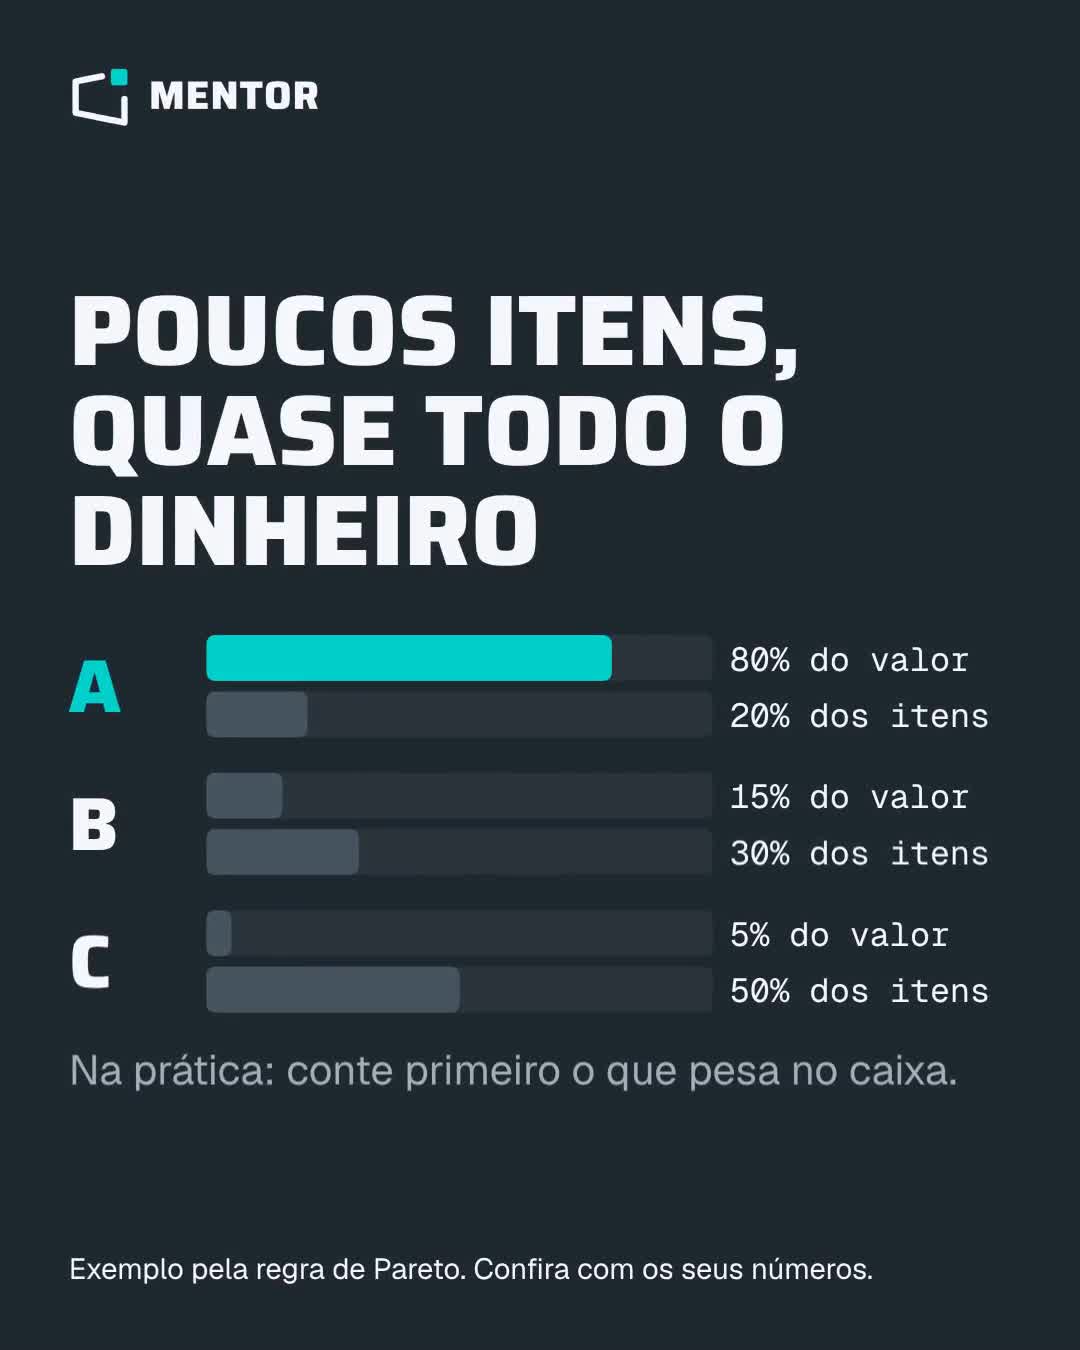 MENTOR
POUCOS ITENS,
QUASE TODO O
DINHEIRO
A
80% do valor
20% dos itens
B
15% do valor
30% dos itens
C
5% do valor
50% dos itens
Na prática: conte primeiro o que pesa no caixa.
Exemplo pela regra de Pareto. Confira com os seus números.